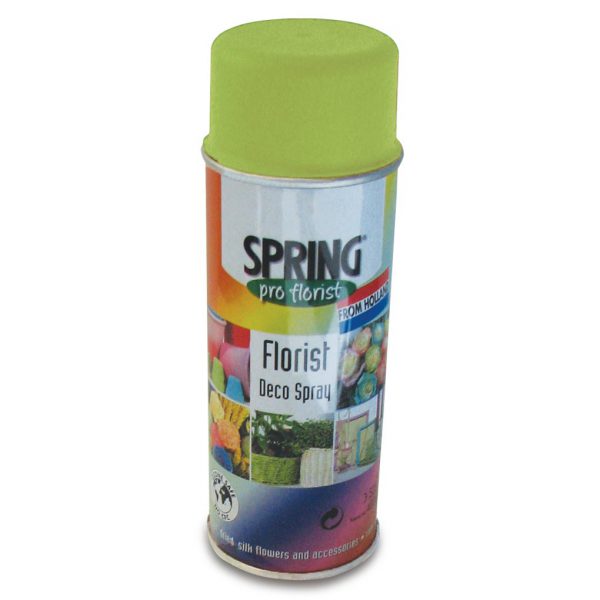 SPRING
pro florist
FROM HOLLAND
Florist
Deco Spray
silk flowers and accessories •